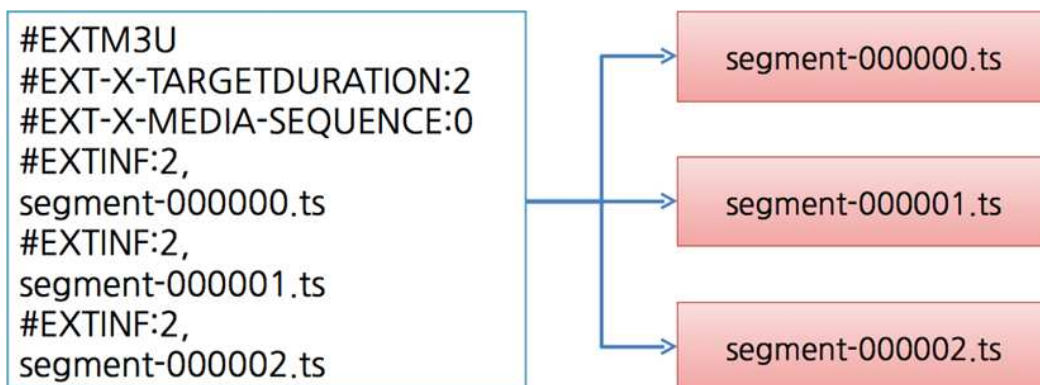 #EXTM3U
#EXT-X-TARGETDURATION:2
#EXT-X-MEDIA-SEQUENCE:0
#EXTINF:2,
segment-000000.ts
#EXTINF:2,
segment-000001.ts
#EXTINF:2,
segment-000002.ts
segment-000000.ts
segment-000001.ts
segment-000002.ts